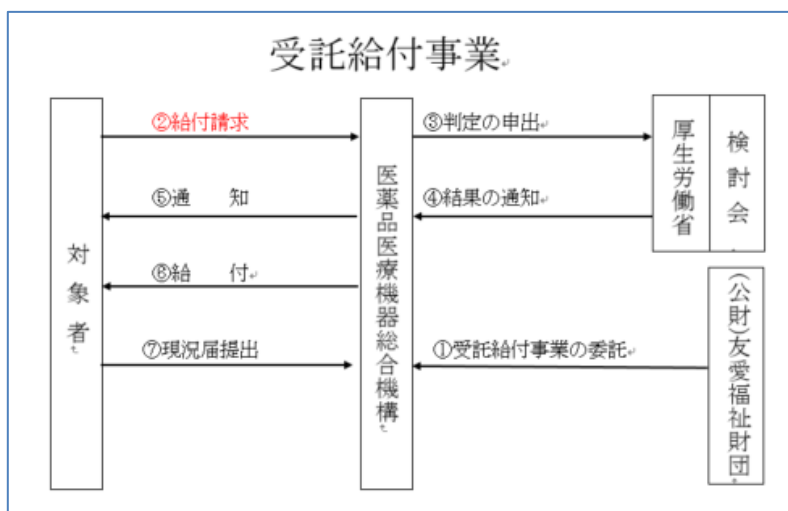 受託給付事業
②給付請求
③判定の申出
⑤通　知
④結果の通知
⑥給　付
⑦現況届提出
①受託給付事業の委託
対象者
医薬品医療機器総合機構
厚生労働省
検討会
(公財)友愛福祉財団